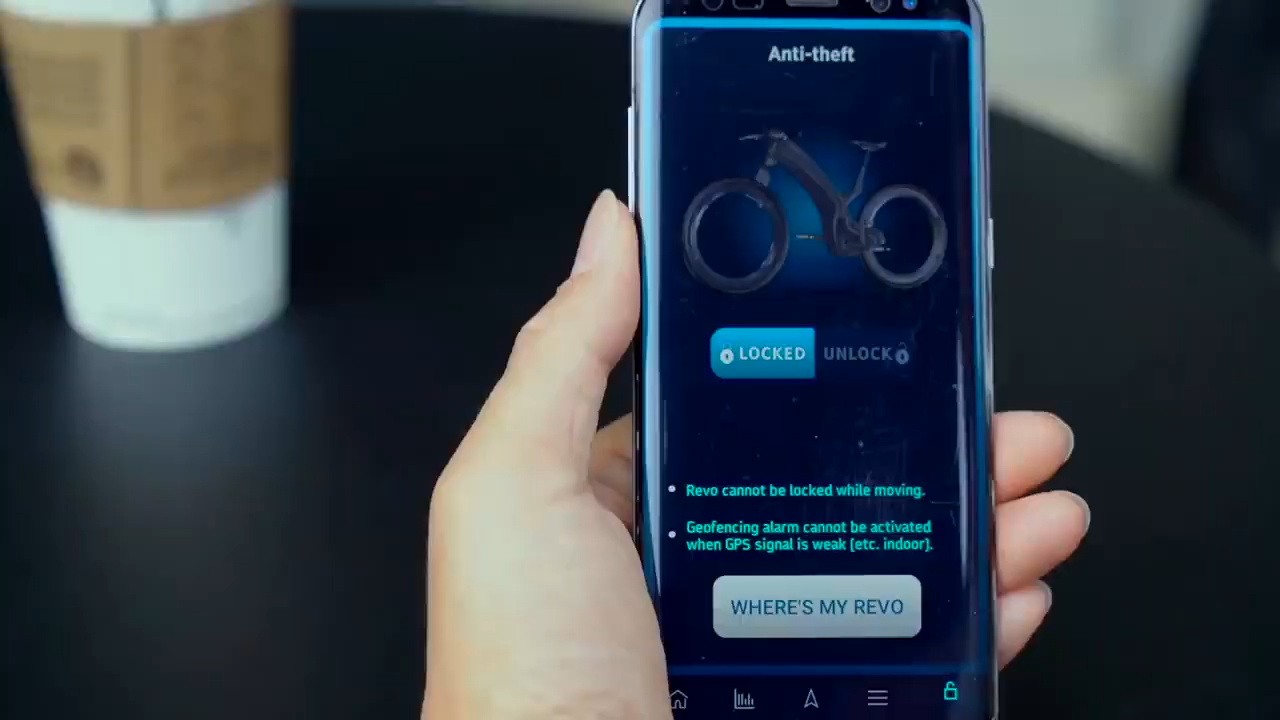 Anti-theft
LOCKED UNLOCK
Revo cannot be locked while moving.
Geofencing alarm cannot be activated
when GPS signal is weak (etc. indoor).
WHERE'S MY REVO